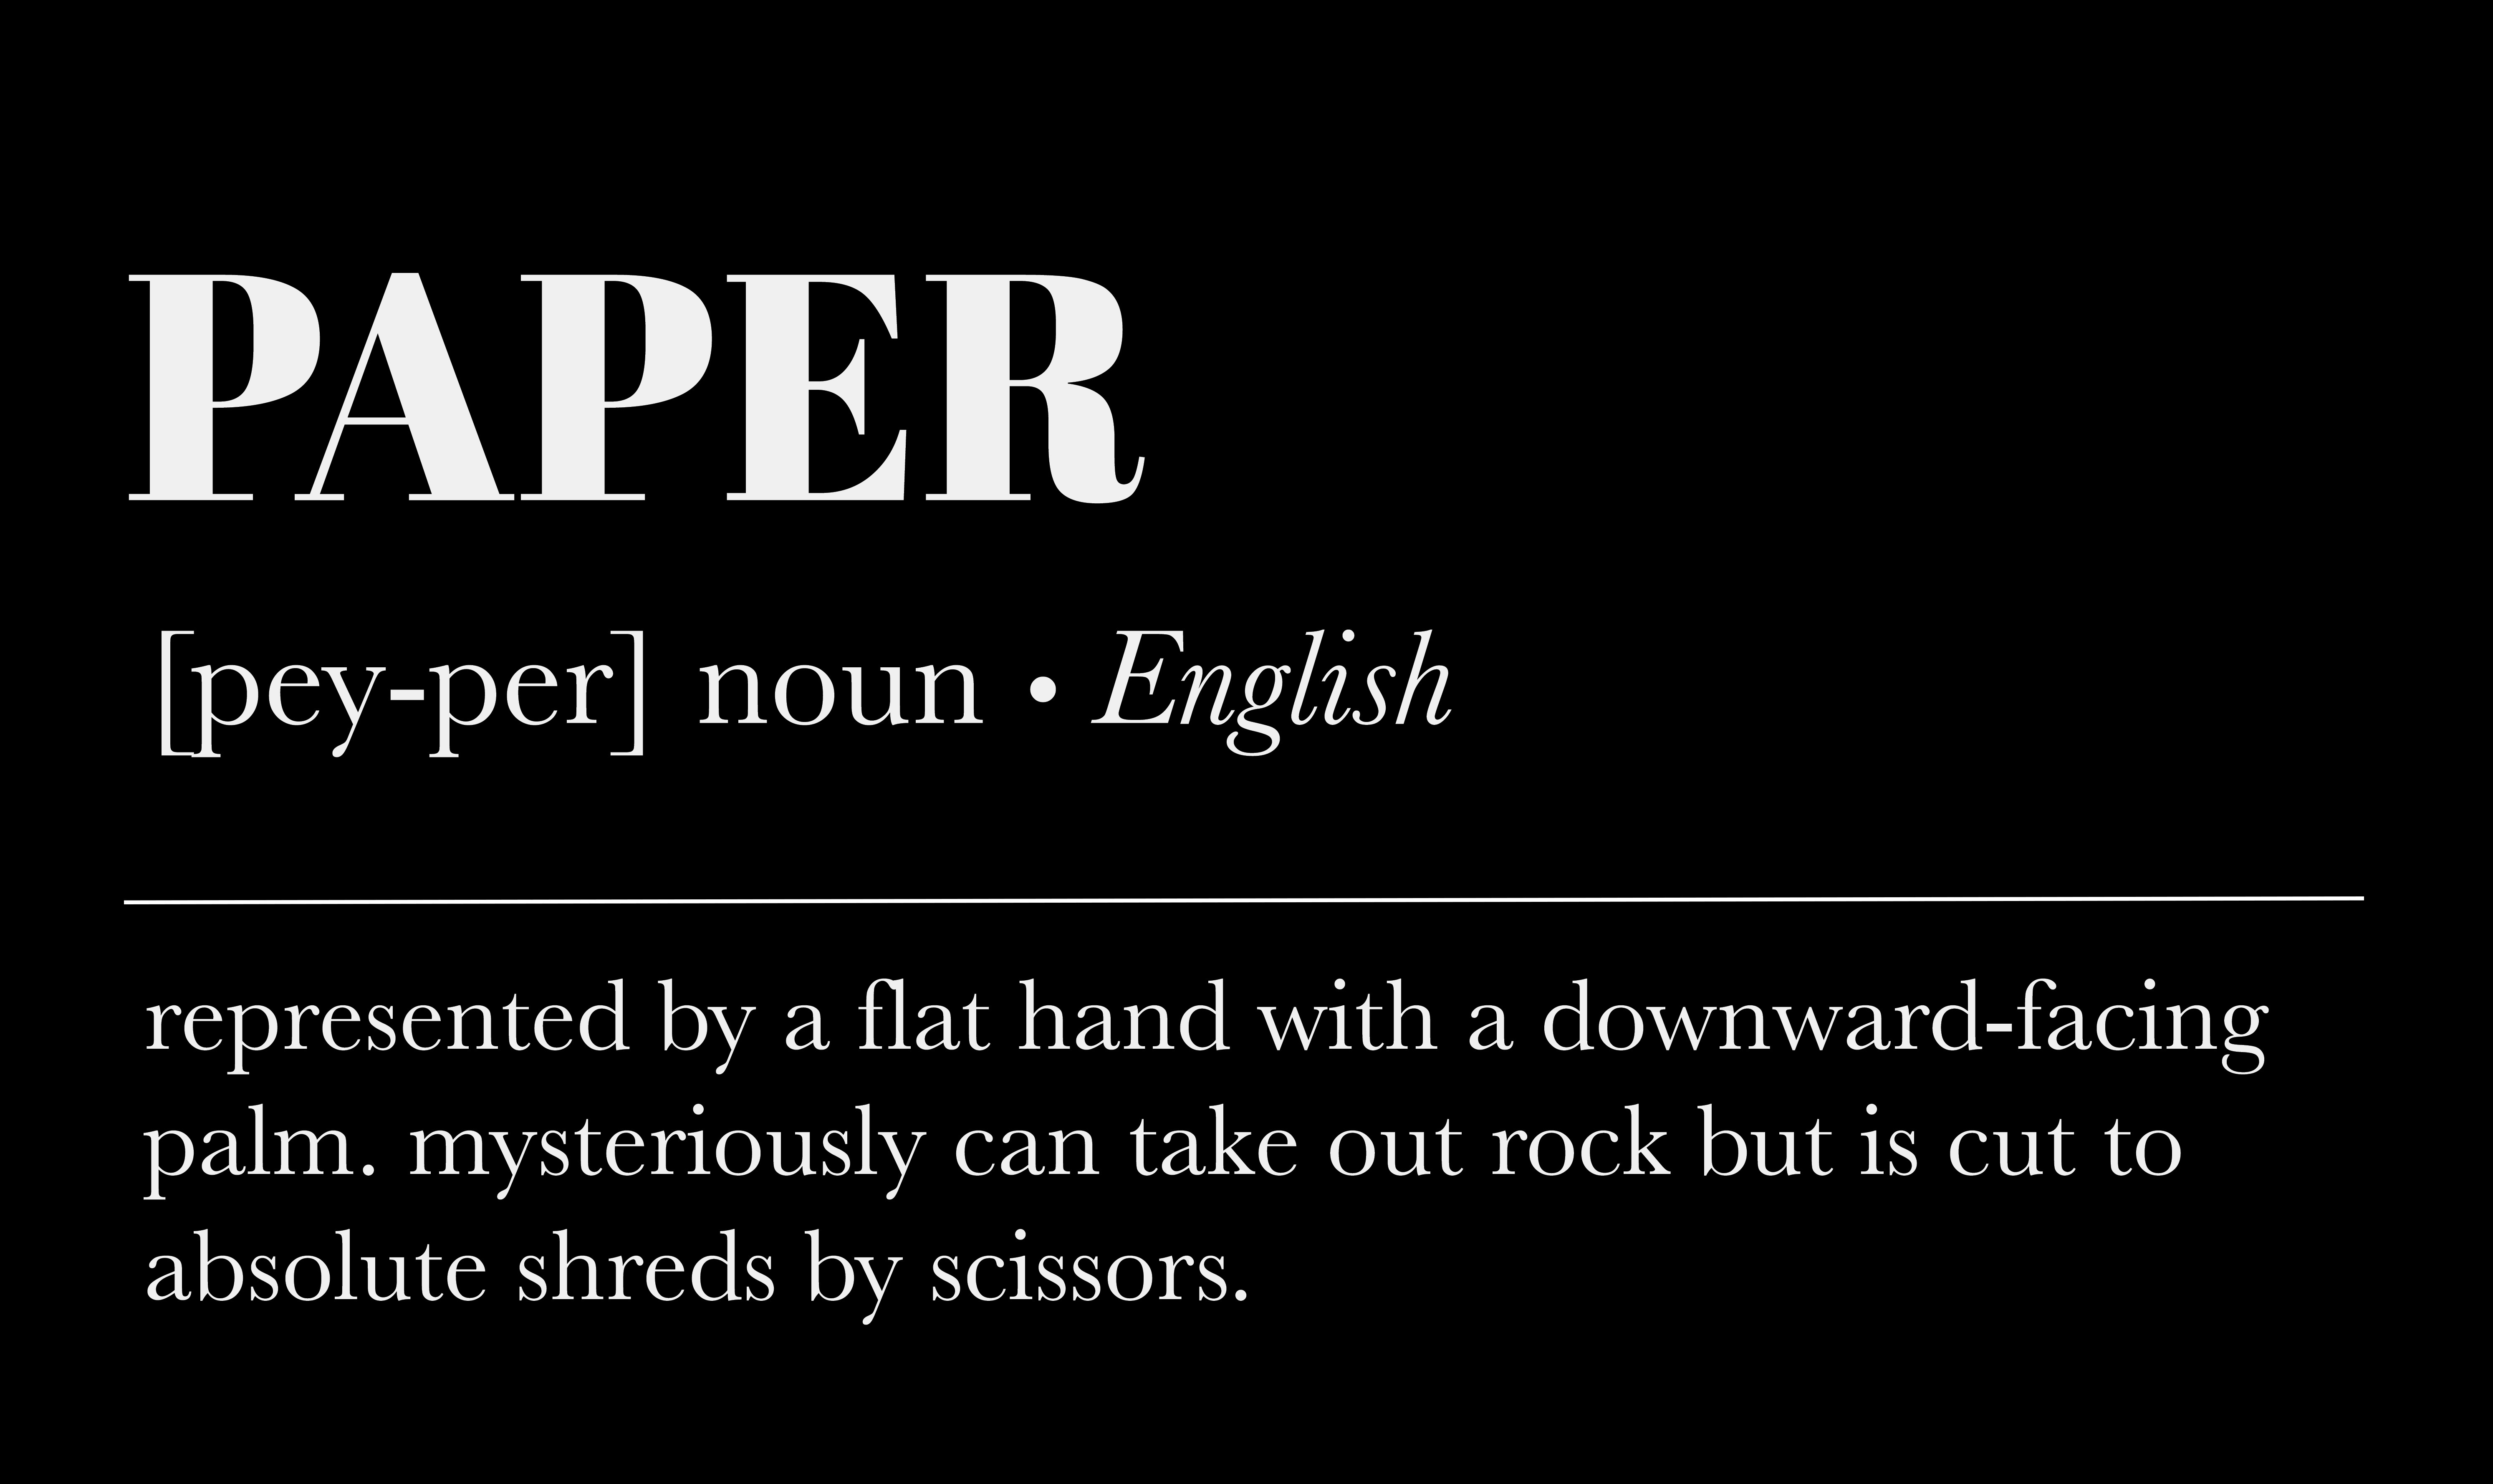 PAPER
[pey-per] noun • English
represented by a flat hand with a downward-facing
palm. mysteriously can take out rock but is cut to
absolute shreds by scissors.